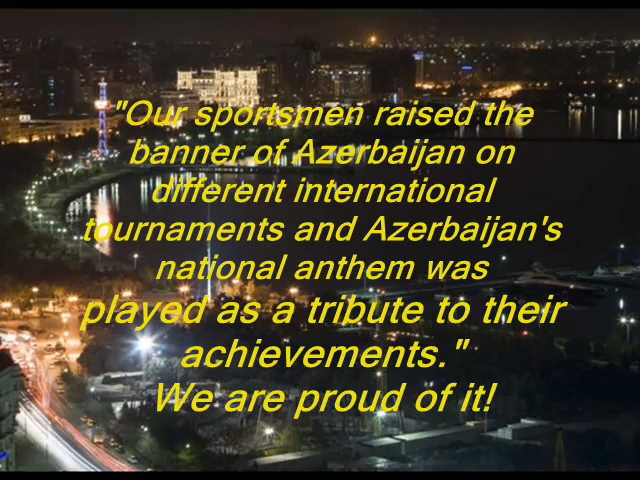 "Our sportsmen raised the
banner of Azerbaijan on
different international
tournaments and Azerbaijan's
national anthem was
played as a tribute to their
achievements."
We are proud of it!